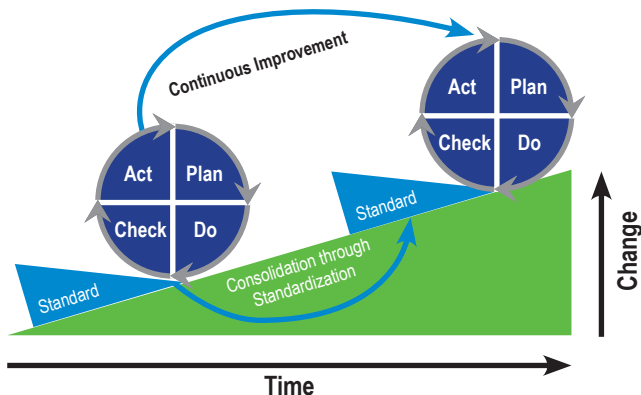 Continuous Improvement
Act Plan
Check Do
Act Plan
Check Do
Standard
Standard
Consolidation through
Standardization
Change
Time